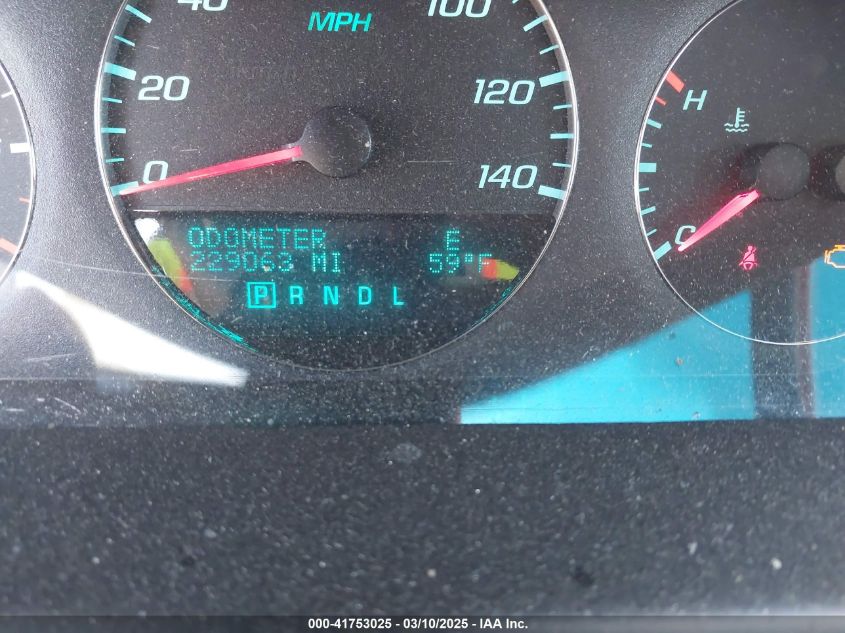 40
100
MPH
20
120
H
0
140
C
ODOMETER E
229063 MI 59°F
P R N D L
000-41753025 - 03/10/2025 - IAA Inc.